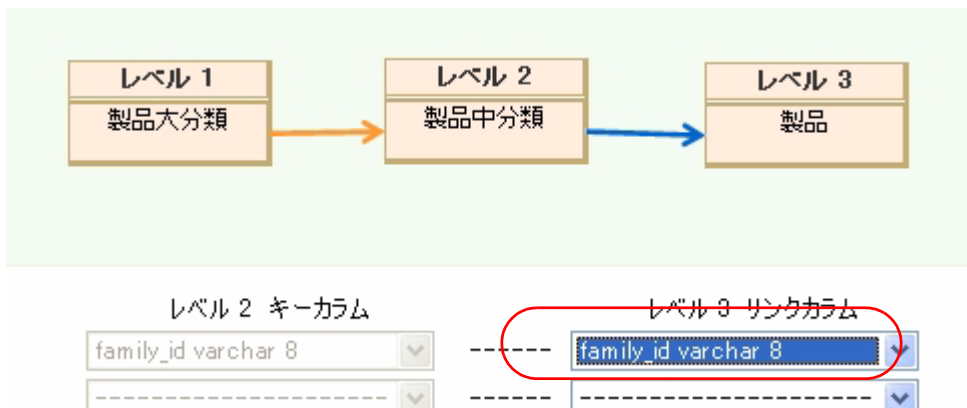 レベル 1
製品大分類
レベル 2
製品中分類
レベル 3
製品
レベル 2 キーカラム
レベル 3 リンクカラム
family_id varchar 8
------
family_id varchar 8
---------------------
------
---------------------